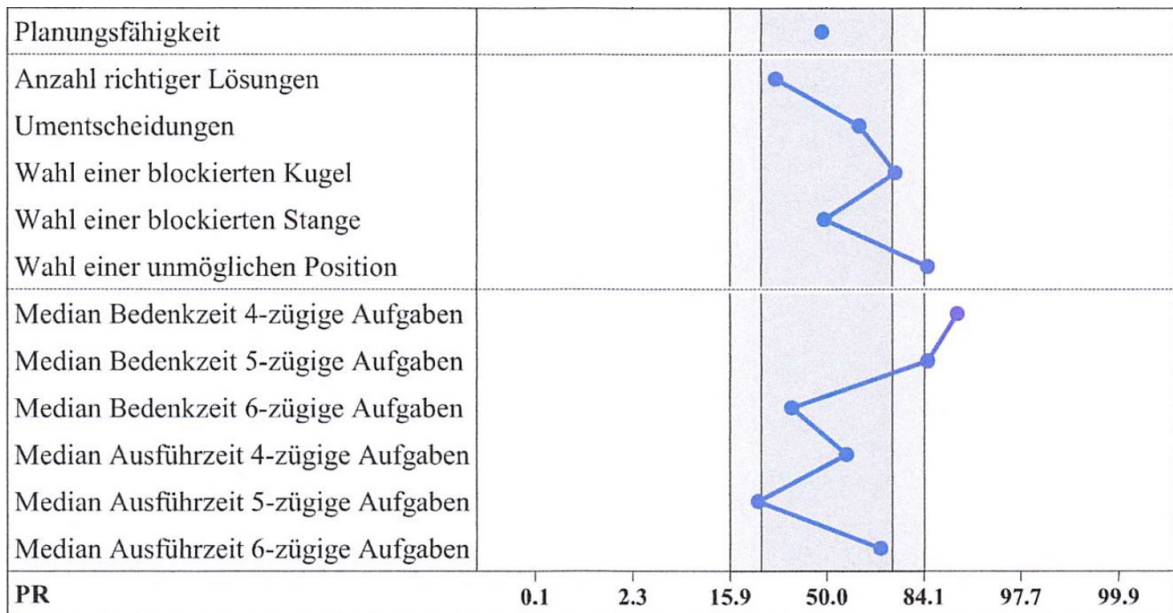 Planungsfähigkeit
Anzahl richtiger Lösungen
Umentscheidungen
Wahl einer blockierten Kugel
Wahl einer blockierten Stange
Wahl einer unmöglichen Position
Median Bedenkzeit 4-zügige Aufgaben
Median Bedenkzeit 5-zügige Aufgaben
Median Bedenkzeit 6-zügige Aufgaben
Median Ausführzeit 4-zügige Aufgaben
Median Ausführzeit 5-zügige Aufgaben
Median Ausführzeit 6-zügige Aufgaben
PR 0.1 2.3 15.9 50.0 84.1 97.7 99.9